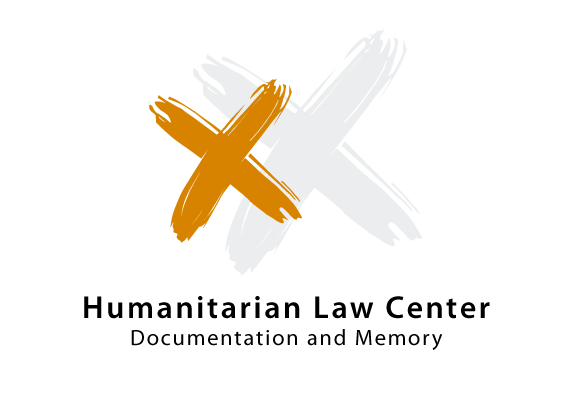 Humanitarian Law Center
Documentation and Memory